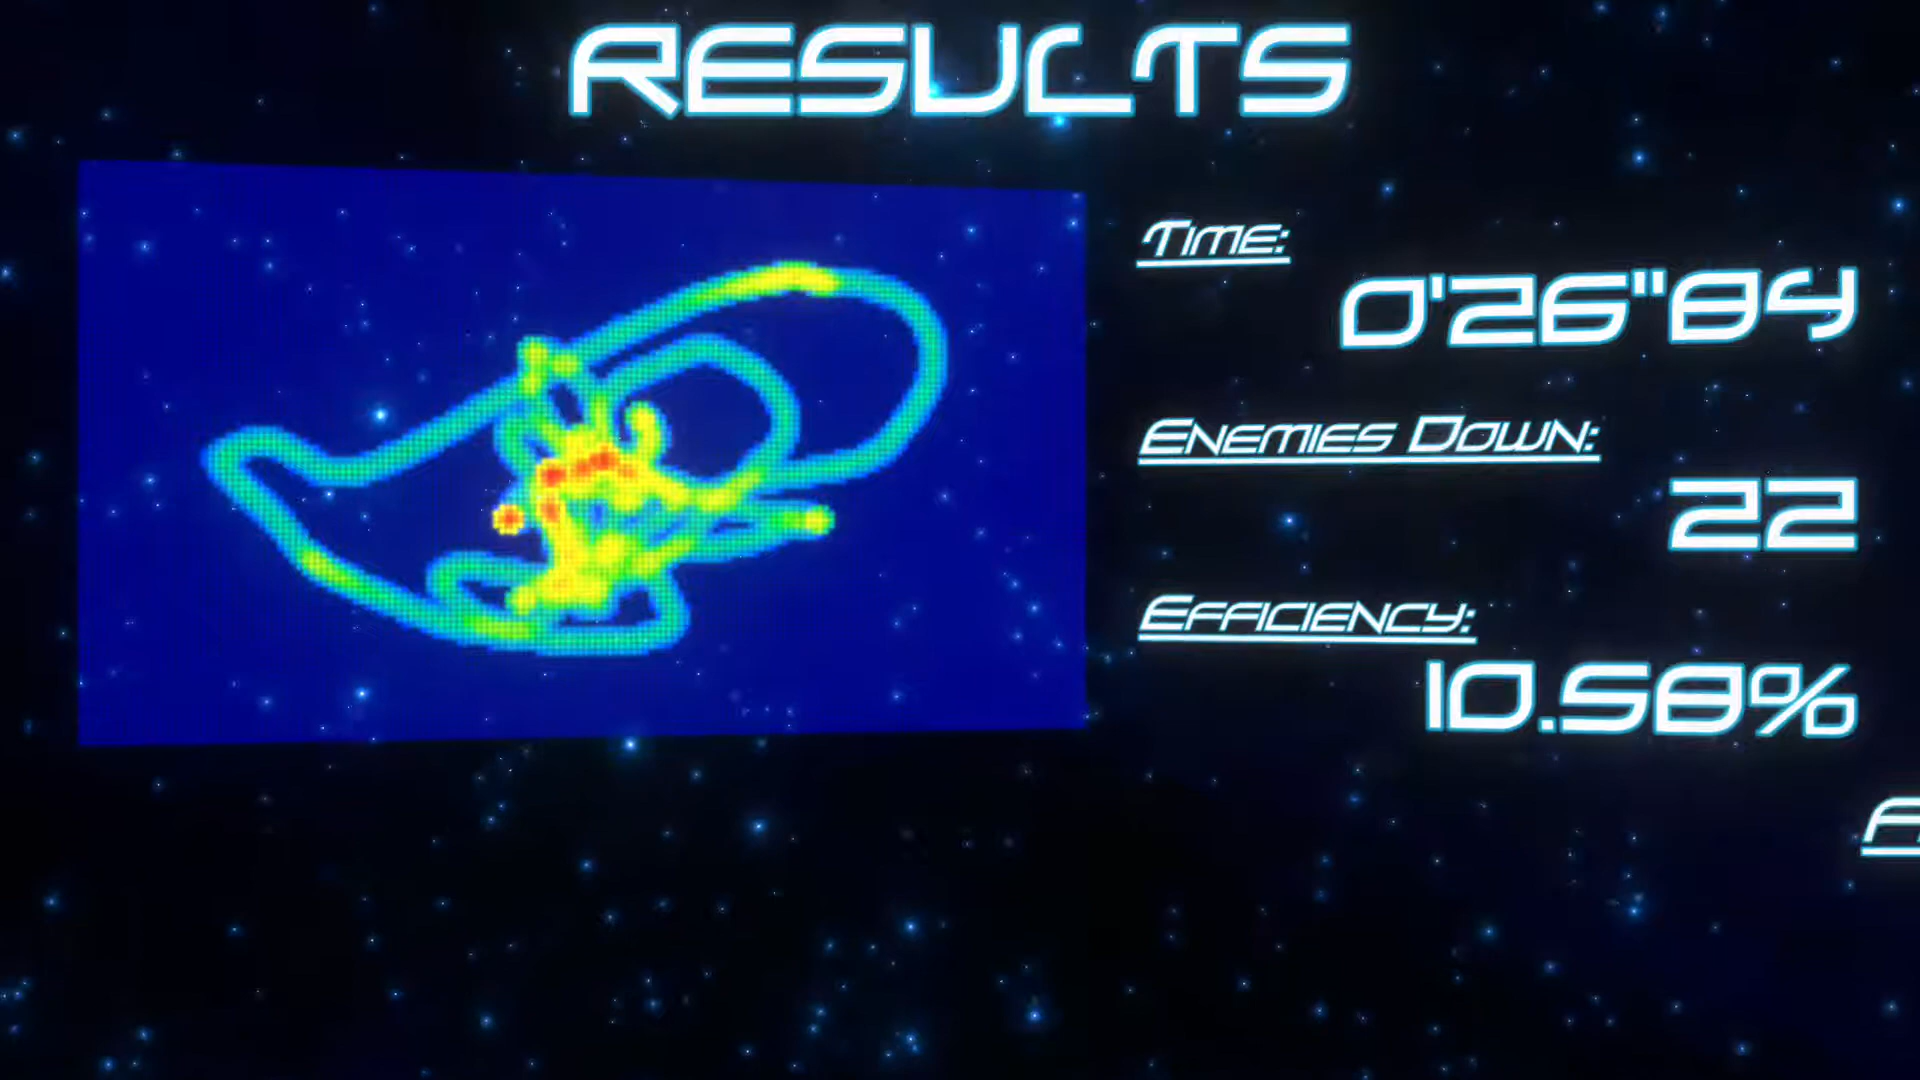 RESULTS
TIME:
0'26"84
ENEMIES DOWN:
22
EFFICIENCY:
10.58%